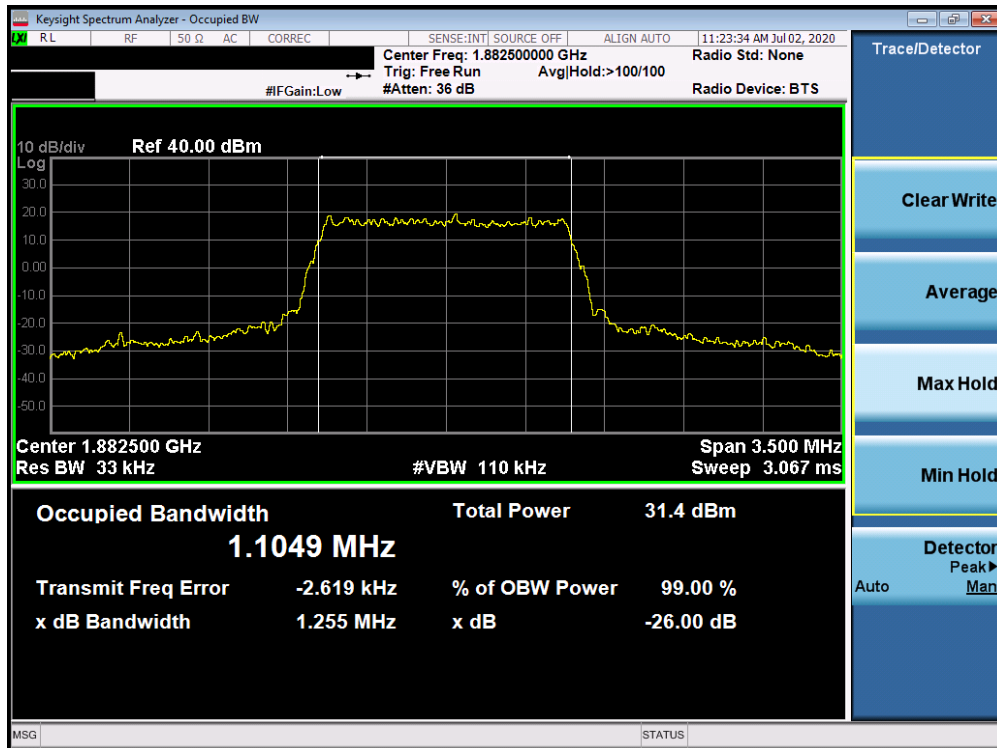 Keysight Spectrum Analyzer - Occupied BW
LXI RL RF 50 Ω AC CORREC SENSE:INT SOURCE OFF ALIGN AUTO 11:23:34 AM Jul 02, 2020
Center Freq: 1.882500000 GHz Radio Std: None
Trig: Free Run Avg|Hold:>100/100
#IFGain:Low #Atten: 36 dB Radio Device: BTS
10 dB/div Ref 40.00 dBm
Log
30.0
20.0
10.0
0.00
-10.0
-20.0
-30.0
-40.0
-50.0
Center 1.882500 GHz Span 3.500 MHz
Res BW 33 kHz #VBW 110 kHz Sweep 3.067 ms
Occupied Bandwidth Total Power 31.4 dBm
1.1049 MHz
Transmit Freq Error -2.619 kHz % of OBW Power 99.00 %
x dB Bandwidth 1.255 MHz x dB -26.00 dB
MSG STATUS
Trace/Detector
Clear Write
Average
Max Hold
Min Hold
Detector
Peak▶
Auto Man